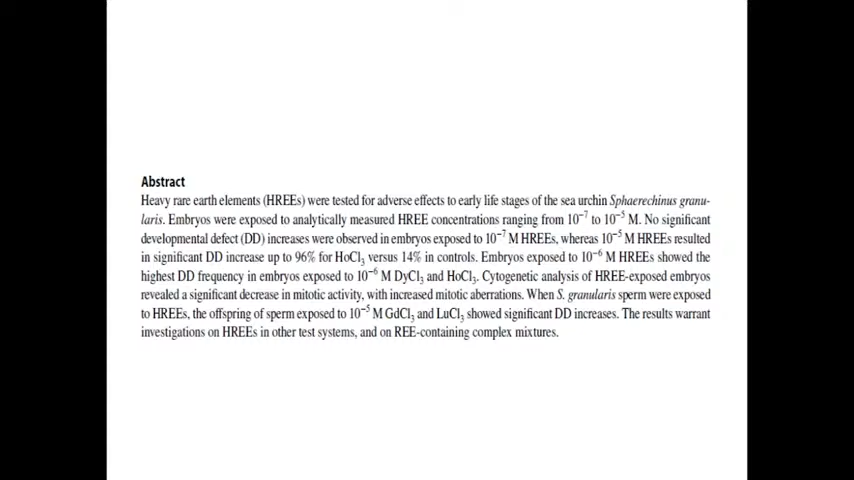 Abstract
Heavy rare earth elements (HREEs) were tested for adverse effects to early life stages of the sea urchin Sphaerechinus granu-
laris. Embryos were exposed to analytically measured HREE concentrations ranging from 10⁻⁷ to 10⁻⁵ M. No significant
developmental defect (DD) increases were observed in embryos exposed to 10⁻⁷ M HREEs, whereas 10⁻⁵ M HREEs resulted
in significant DD increase up to 96% for HoCl₃ versus 14% in controls. Embryos exposed to 10⁻⁶ M HREEs showed the
highest DD frequency in embryos exposed to 10⁻⁶ M DyCl₃ and HoCl₃. Cytogenetic analysis of HREE-exposed embryos
revealed a significant decrease in mitotic activity, with increased mitotic aberrations. When S. granularis sperm were exposed
to HREEs, the offspring of sperm exposed to 10⁻⁵ M GdCl₃ and LuCl₃ showed significant DD increases. The results warrant
investigations on HREEs in other test systems, and on REE-containing complex mixtures.